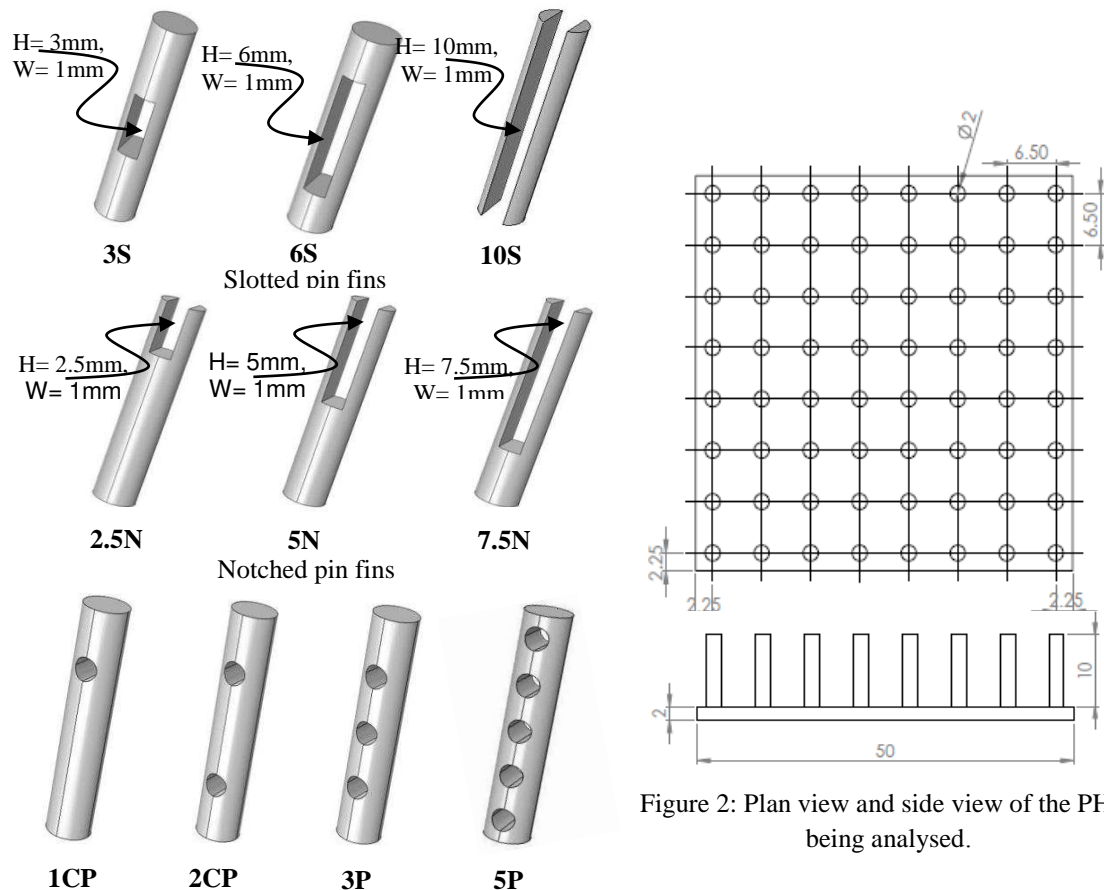 H= 3mm,
W= 1mm
H= 6mm,
W= 1mm
H= 10mm,
W= 1mm
3S
6S
10S
Slotted pin fins
H= 2.5mm,
W= 1mm
H= 5mm,
W= 1mm
H= 7.5mm,
W= 1mm
2.5N
5N
7.5N
Notched pin fins
1CP
2CP
3P
5P
Ø2
6.50
6.50
2.25
2.25
2.25
10
2
50
Figure 2: Plan view and side view of the PH
being analysed.